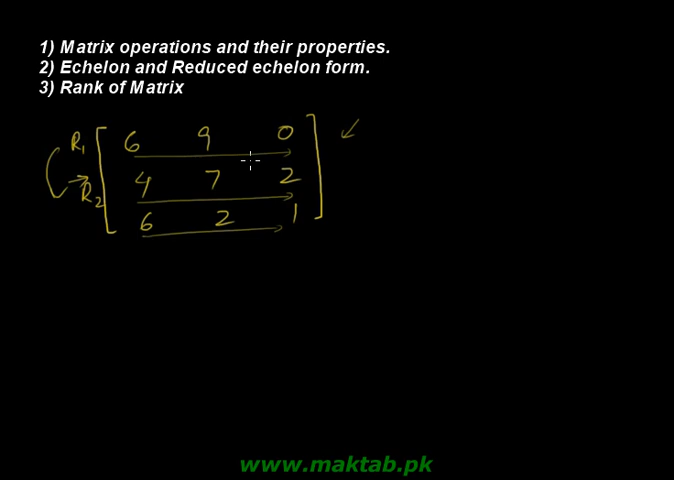 1) Matrix operations and their properties.
2) Echelon and Reduced echelon form.
3) Rank of Matrix
R1 6 9 0
R2 4 7 2
6 2 1
www.maktab.pk